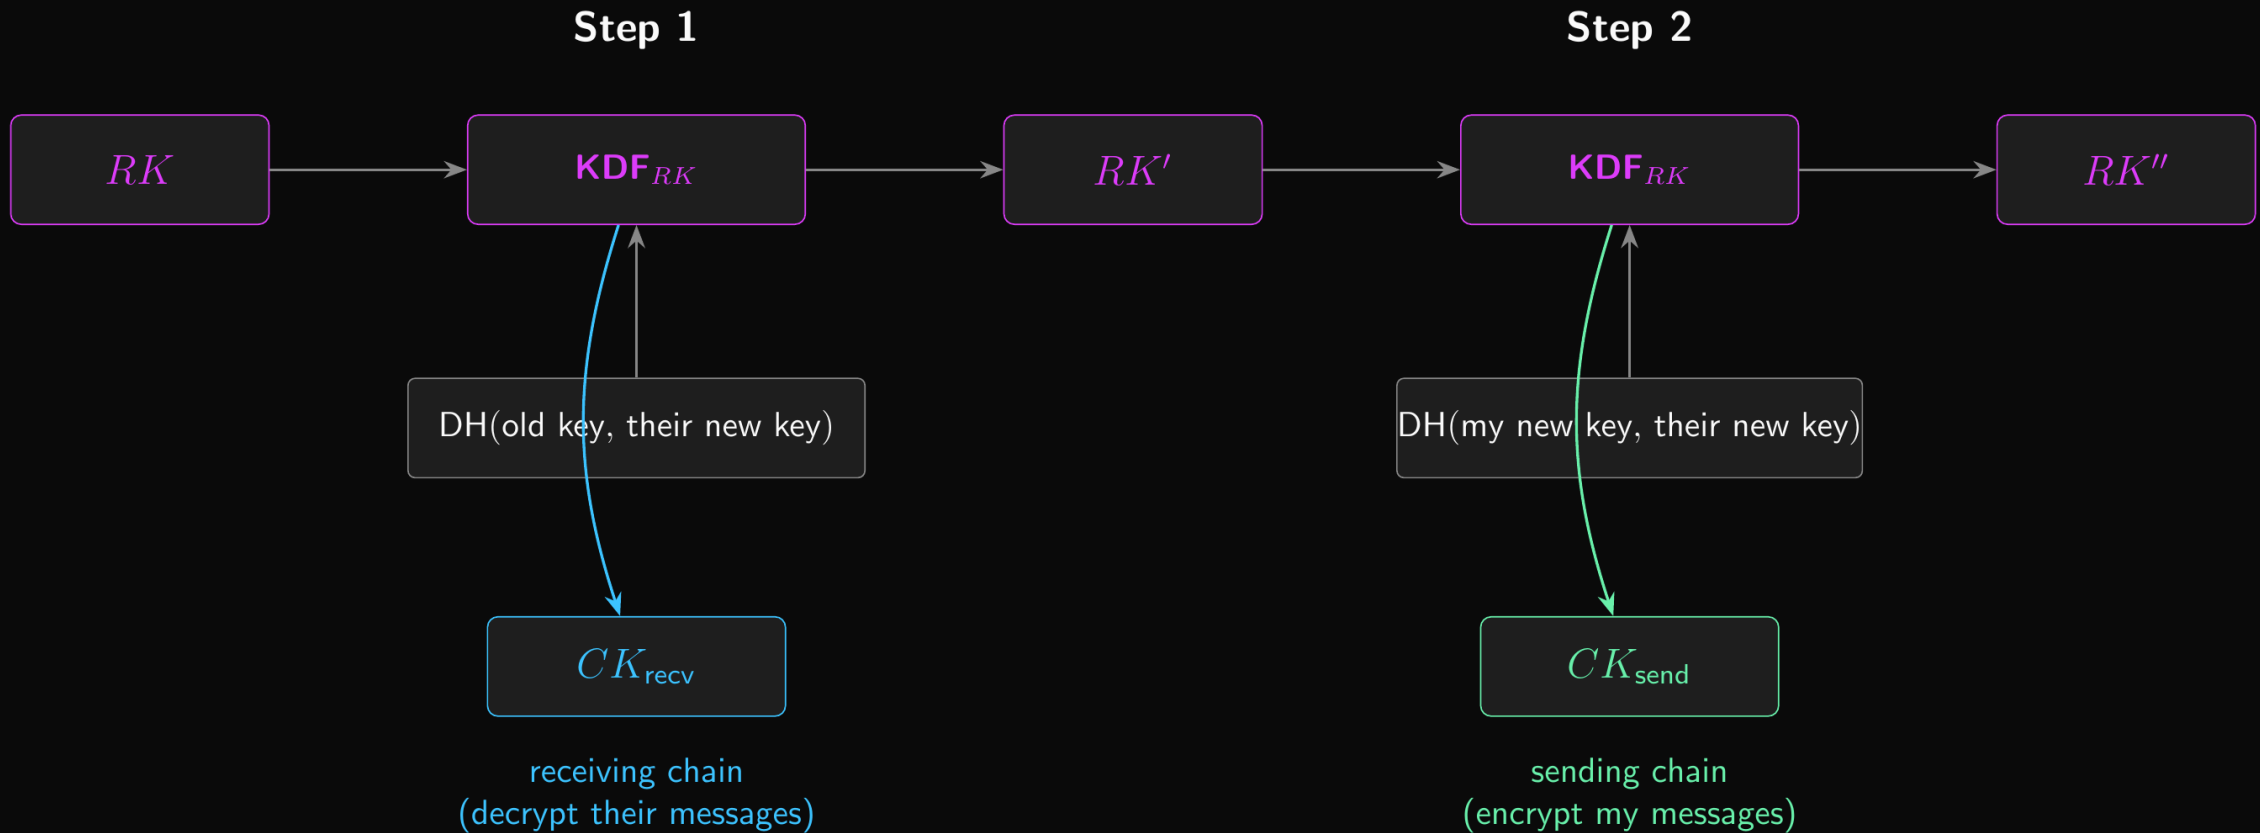 Step 1
Step 2
RK
KDF_RK
RK′
KDF_RK
RK″
DH(old key, their new key)
DH(my new key, their new key)
CK_recv
CK_send
receiving chain
(decrypt their messages)
sending chain
(encrypt my messages)